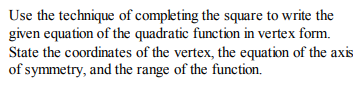 Use the technique of completing the square to write the
given equation of the quadratic function in vertex form.
State the coordinates of the vertex, the equation of the axis
of symmetry, and the range of the function.